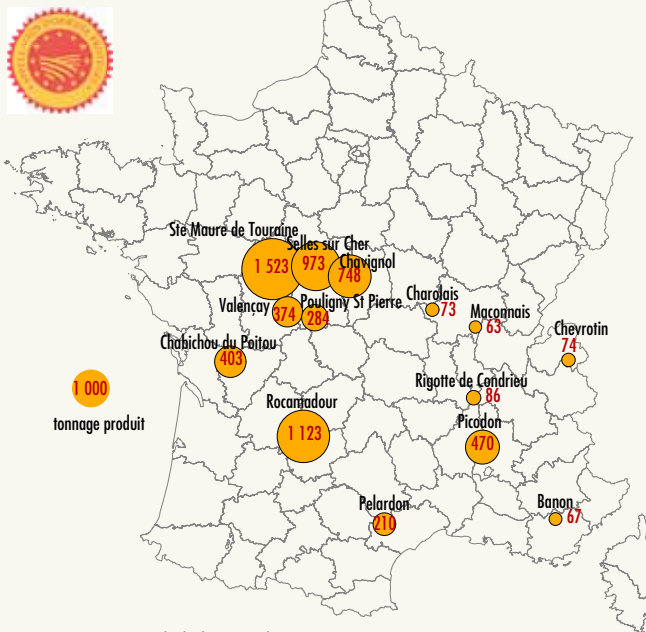 Ste Maure de Touraine
Selles sur Cher
1 523
973
Chavignol
748
Valençay
374
Pouligny St Pierre
284
Charolais
73
Maconnais
63
Chevrotin
74
Chabichou du Poitou
403
Rigotte de Condrieu
86
1 000
tonnage produit
Rocamadour
1 123
Picodon
470
Pelardon
210
Banon
67